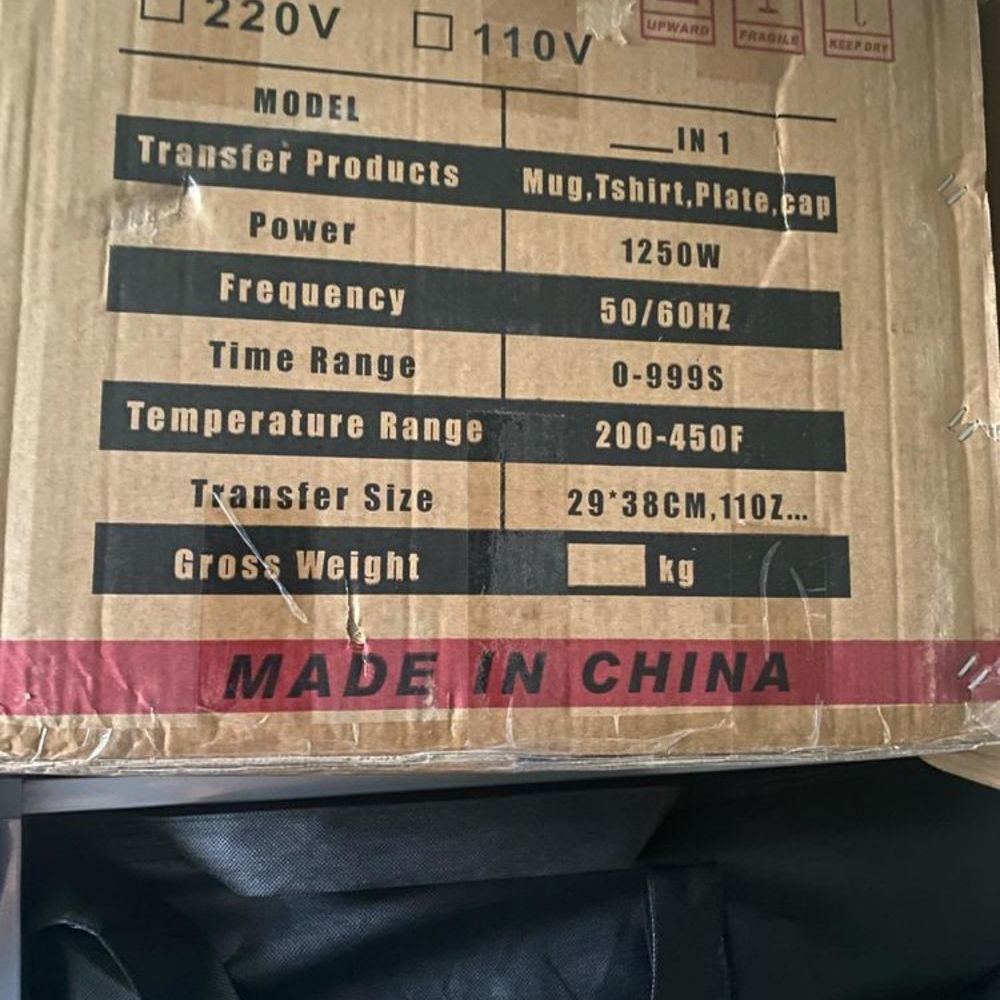 220V 110V
UPWARD FRAGILE KEEP DRY
MODEL ___IN 1
Transfer Products Mug,Tshirt,Plate,cap
Power 1250W
Frequency 50/60HZ
Time Range 0-999S
Temperature Range 200-450F
Transfer Size 29*38CM,11OZ...
Gross Weight kg
MADE IN CHINA